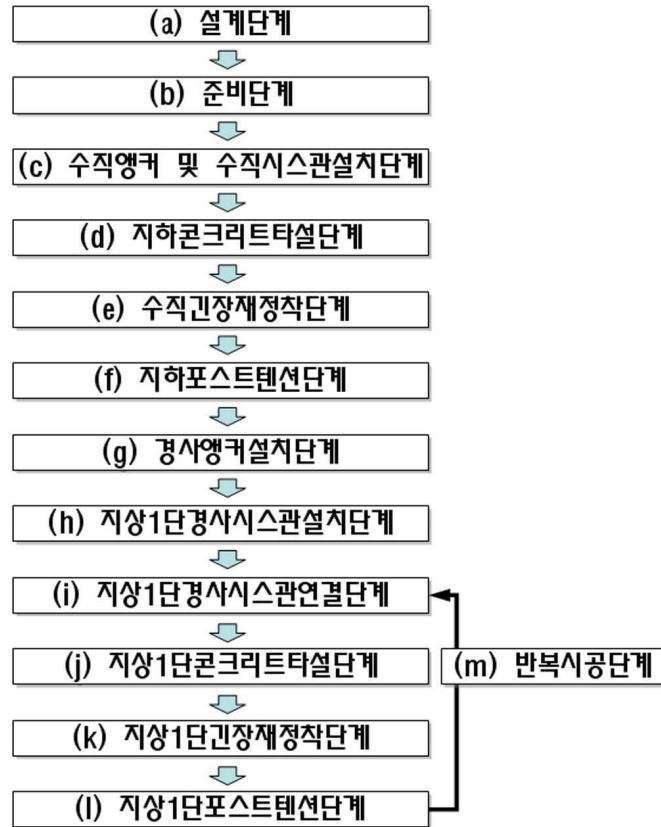 (a) 설계단계
(b) 준비단계
(c) 수직앵커 및 수직시스관설치단계
(d) 지하콘크리트타설단계
(e) 수직긴장재정착단계
(f) 지하포스트텐션단계
(g) 경사앵커설치단계
(h) 지상1단경사시스관설치단계
(i) 지상1단경사시스관연결단계
(j) 지상1단콘크리트타설단계
(m) 반복시공단계
(k) 지상1단긴장재정착단계
(l) 지상1단포스트텐션단계